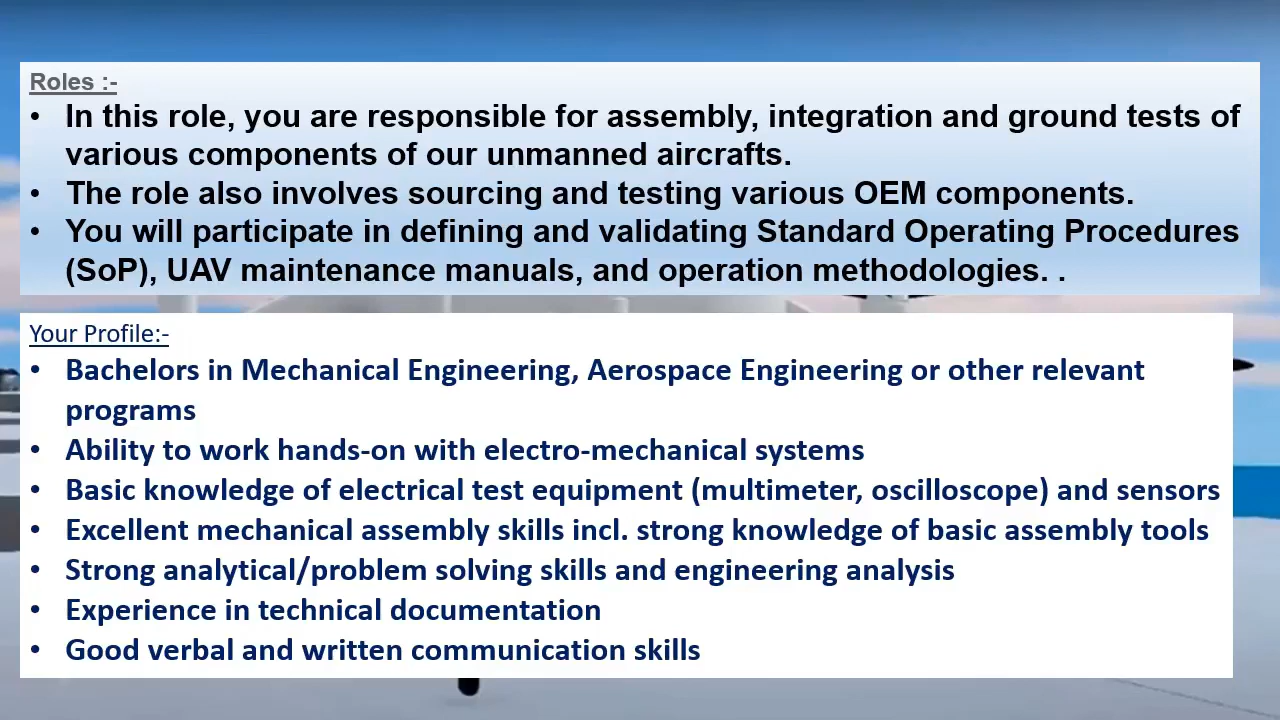 Roles :-
• In this role, you are responsible for assembly, integration and ground tests of
various components of our unmanned aircrafts.
• The role also involves sourcing and testing various OEM components.
• You will participate in defining and validating Standard Operating Procedures
(SoP), UAV maintenance manuals, and operation methodologies. .
Your Profile:-
• Bachelors in Mechanical Engineering, Aerospace Engineering or other relevant
programs
• Ability to work hands-on with electro-mechanical systems
• Basic knowledge of electrical test equipment (multimeter, oscilloscope) and sensors
• Excellent mechanical assembly skills incl. strong knowledge of basic assembly tools
• Strong analytical/problem solving skills and engineering analysis
• Experience in technical documentation
• Good verbal and written communication skills